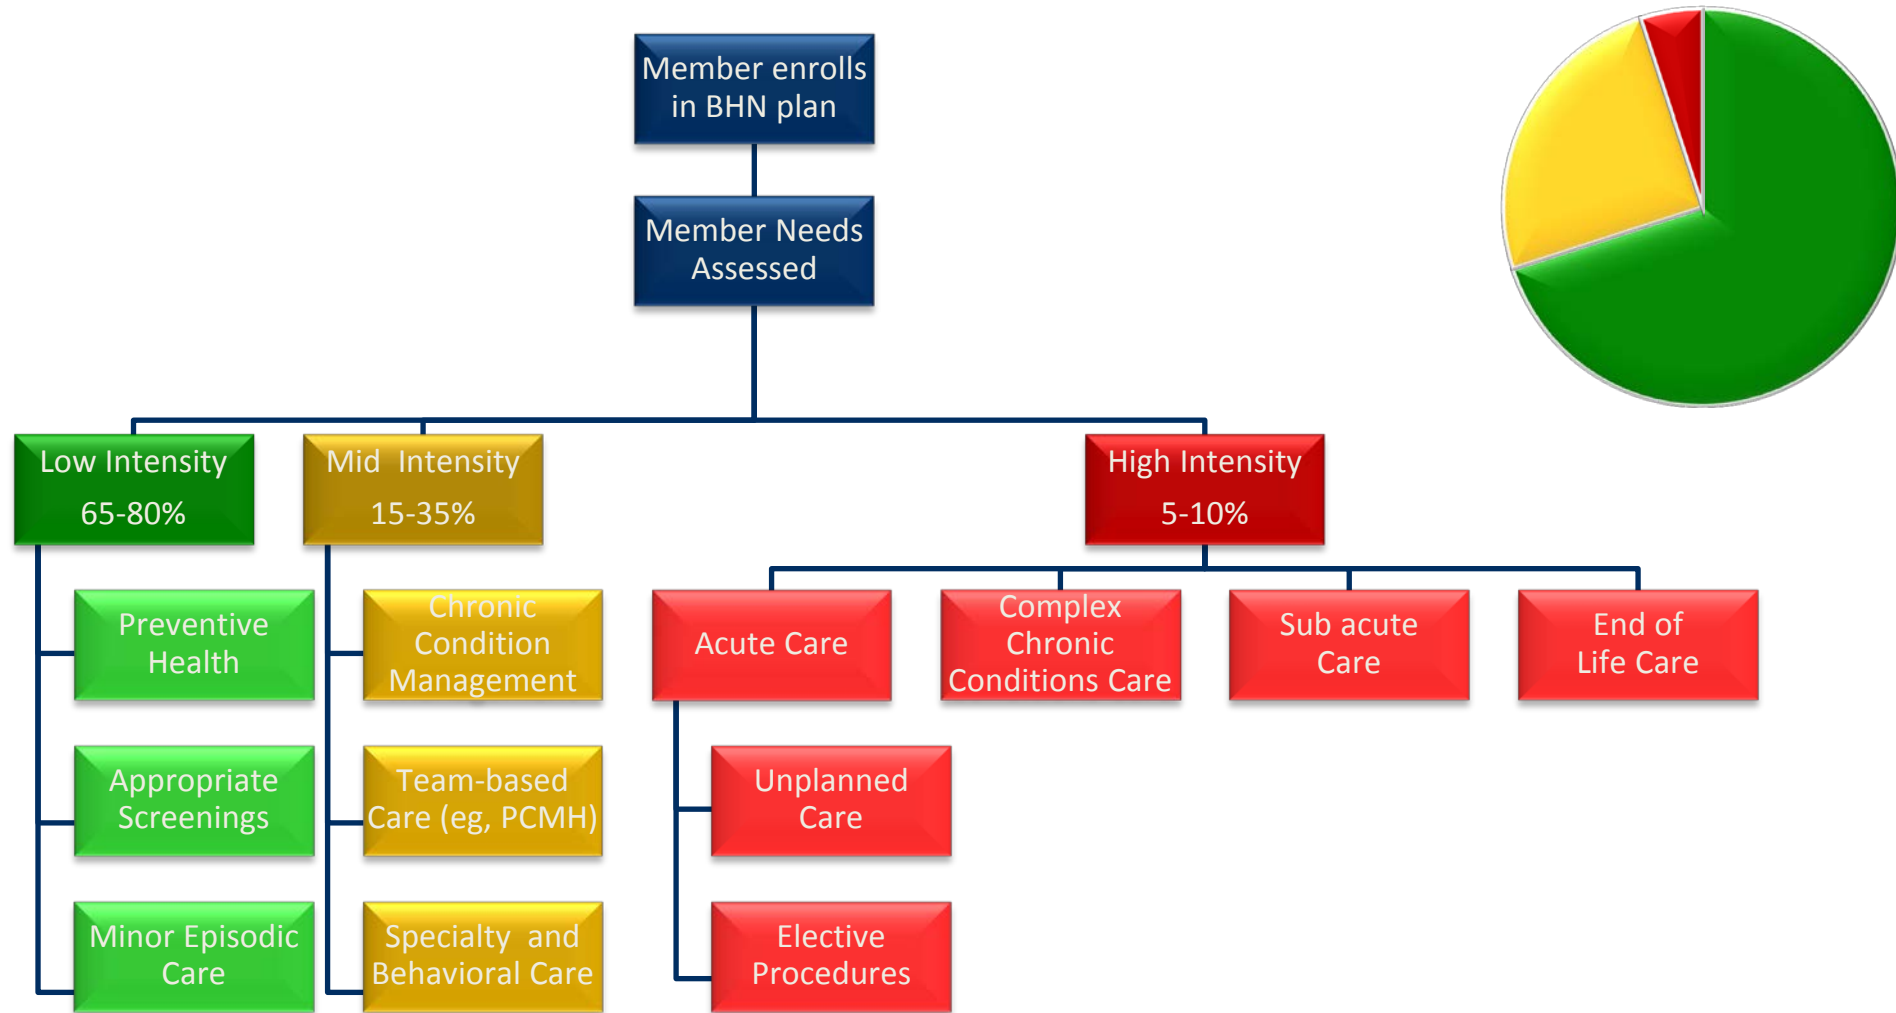 Member enrolls
in BHN plan
Member Needs
Assessed
Low Intensity
65-80%
Mid Intensity
15-35%
High Intensity
5-10%
Preventive
Health
Chronic
Condition
Management
Acute Care
Complex
Chronic
Conditions Care
Sub acute
Care
End of
Life Care
Appropriate
Screenings
Team-based
Care (eg, PCMH)
Unplanned
Care
Minor Episodic
Care
Specialty and
Behavioral Care
Elective
Procedures